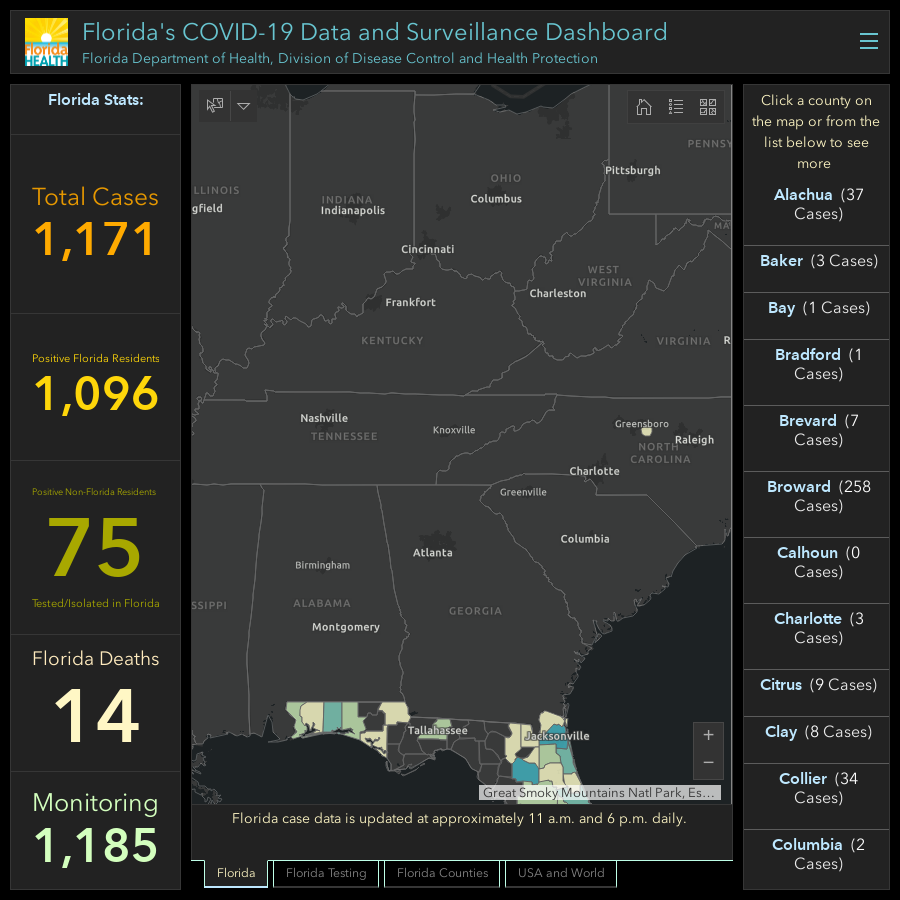 Florida HEALTH
Florida's COVID-19 Data and Surveillance Dashboard
Florida Department of Health, Division of Disease Control and Health Protection
Florida Stats:
Total Cases
1,171
Positive Florida Residents
1,096
Positive Non-Florida Residents
75
Tested/Isolated in Florida
Florida Deaths
14
Monitoring
1,185
PENNSY
Pittsburgh
OHIO
LLINOIS
INDIANA
Columbus
gfield
Indianapolis
MA
Cincinnati
WEST
VIRGINIA
Charleston
Frankfort
KENTUCKY
VIRGINIA
R
Nashville
Greensboro
Knoxville
TENNESSEE
Raleigh
NORTH
CAROLINA
Charlotte
Greenville
Columbia
Atlanta
Birmingham
SSIPPI
ALABAMA
GEORGIA
Montgomery
Tallahassee
Jacksonville
+
−
Great Smoky Mountains Natl Park, Es…
Florida case data is updated at approximately 11 a.m. and 6 p.m. daily.
Florida
Florida Testing
Florida Counties
USA and World
Click a county on
the map or from the
list below to see
more
Alachua (37
Cases)
Baker (3 Cases)
Bay (1 Cases)
Bradford (1
Cases)
Brevard (7
Cases)
Broward (258
Cases)
Calhoun (0
Cases)
Charlotte (3
Cases)
Citrus (9 Cases)
Clay (8 Cases)
Collier (34
Cases)
Columbia (2
Cases)